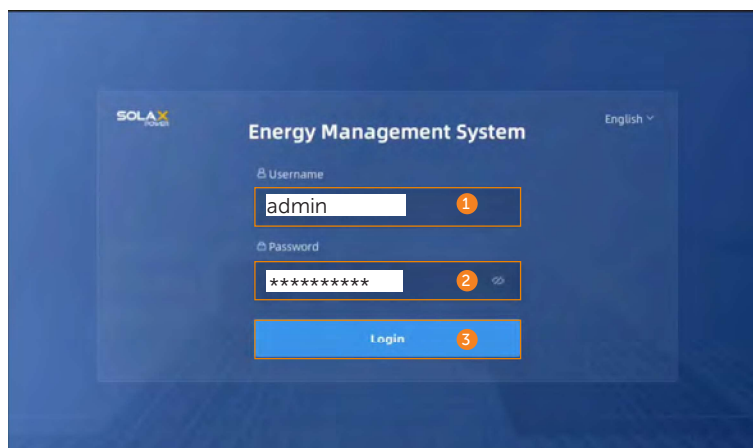 SOLAX
POWER
English
Energy Management System
Username
admin
1
Password
**********
2
Login
3